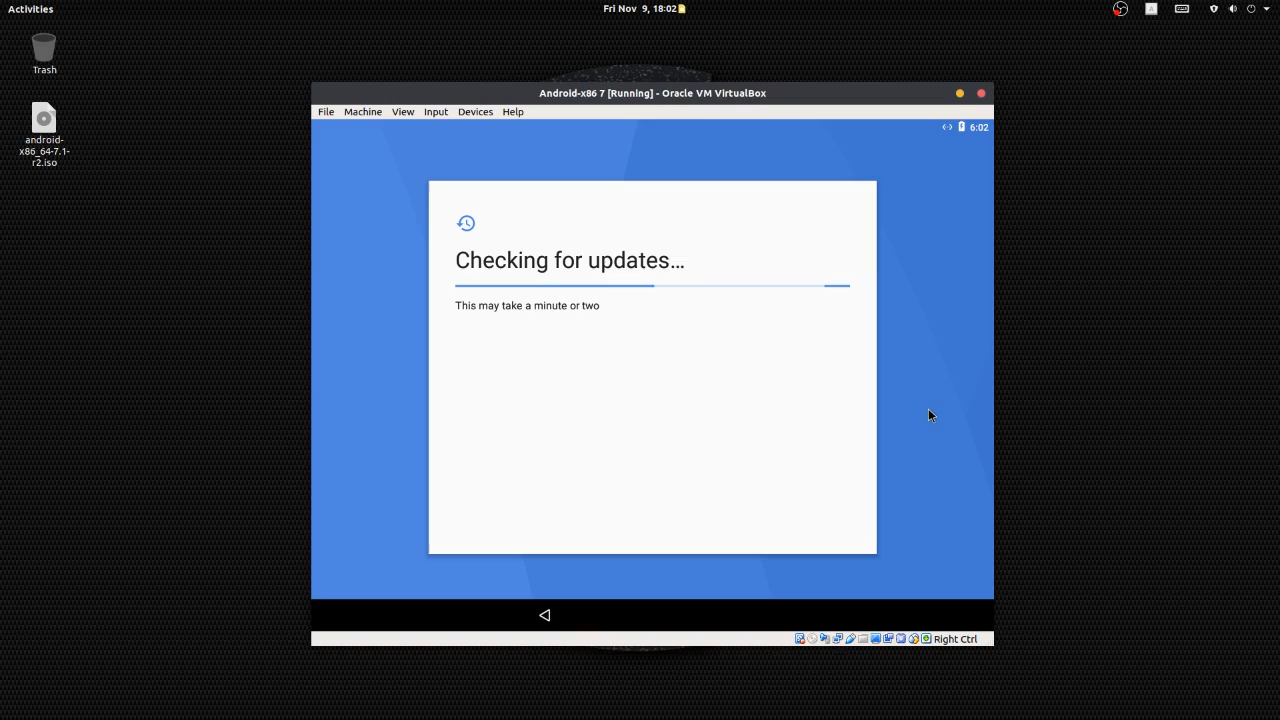 Activities
Fri Nov 9, 18:02
Trash
android-
x86_64-7.1-
r2.iso
Android-x86 7 [Running] - Oracle VM VirtualBox
File Machine View Input Devices Help
6:02
Checking for updates...
This may take a minute or two
Right Ctrl